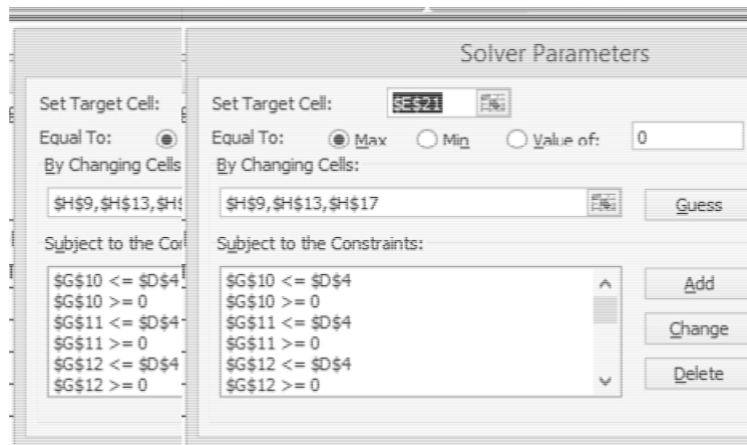 Solver Parameters
Set Target Cell:
Set Target Cell: $E$21
Equal To:
Equal To: Max Min Value of: 0
By Changing Cells
By Changing Cells:
$H$9,$H$13,$H$
$H$9,$H$13,$H$17
Guess
Subject to the Co
Subject to the Constraints:
$G$10 <= $D$4
$G$10 >= 0
$G$11 <= $D$4
$G$11 >= 0
$G$12 <= $D$4
$G$12 >= 0
$G$10 <= $D$4
$G$10 >= 0
$G$11 <= $D$4
$G$11 >= 0
$G$12 <= $D$4
$G$12 >= 0
Add
Change
Delete